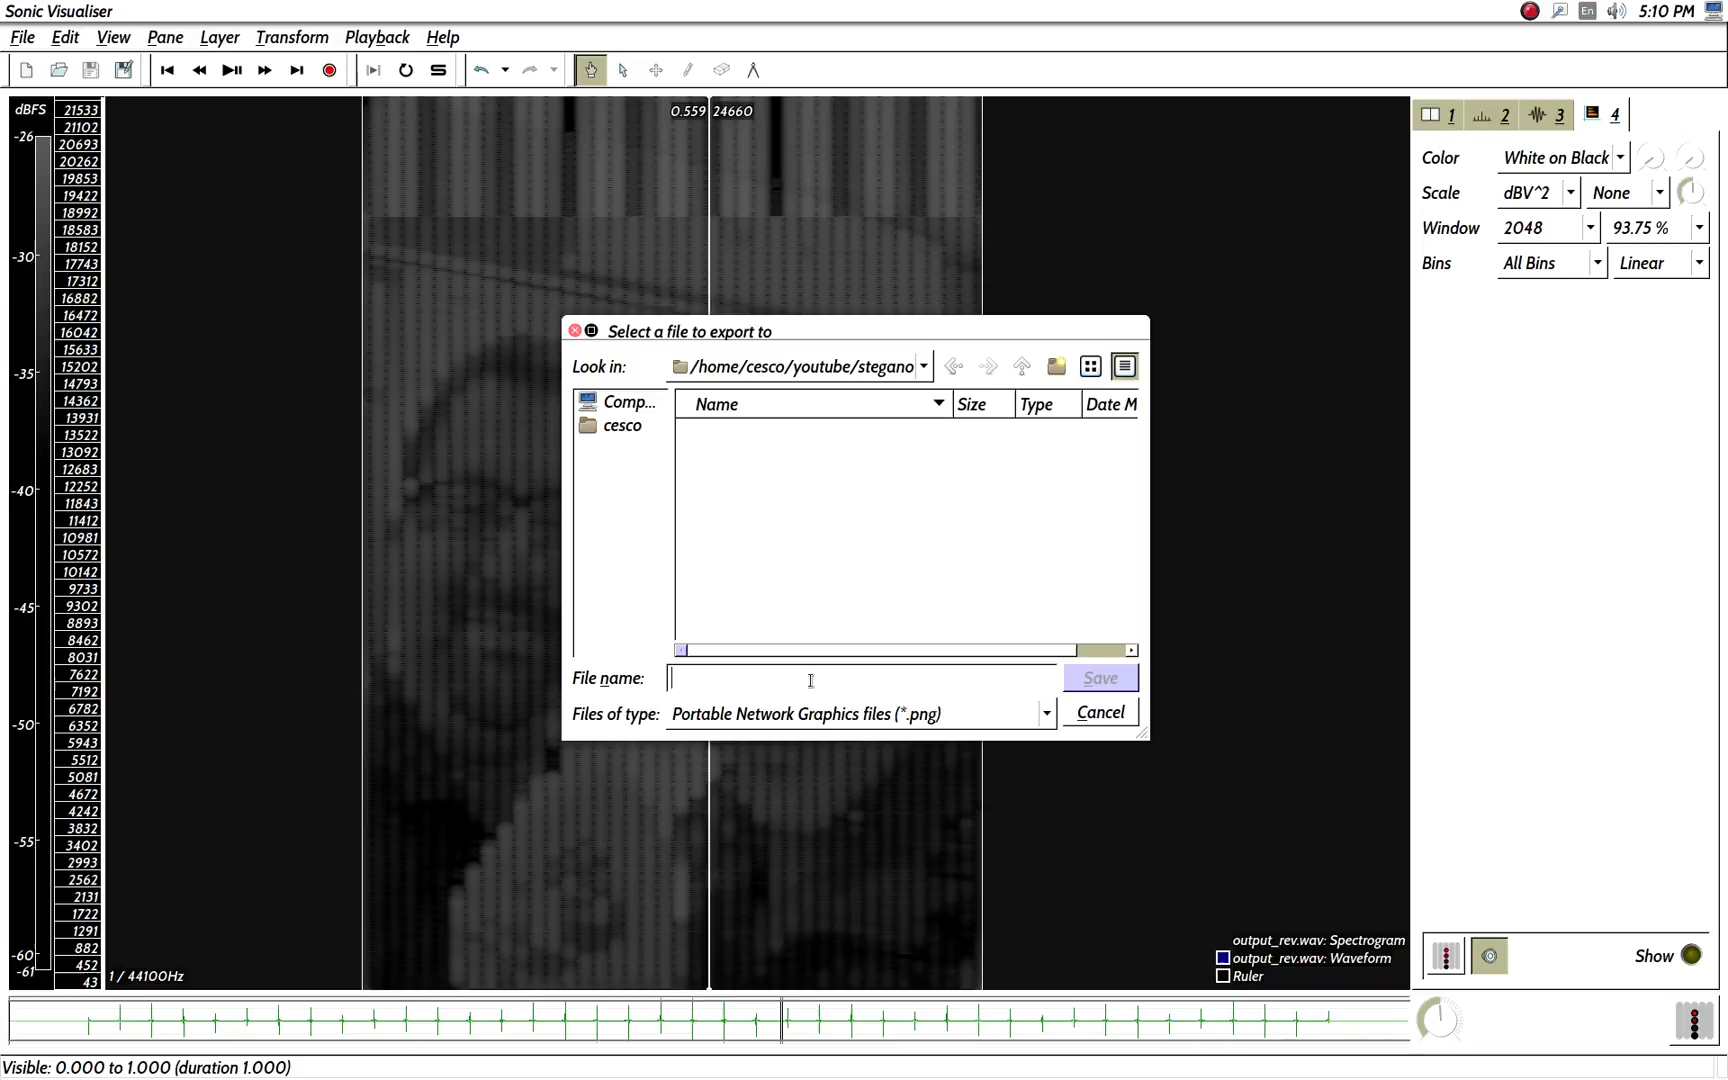 Sonic Visualiser
En
5:10 PM
File Edit View Pane Layer Transform Playback Help
dBFS
-26
-30
-35
-40
-45
-50
-55
-60
-61
21533
21102
20693
20262
19853
19422
18992
18583
18152
17743
17312
16882
16472
16042
15633
15202
14793
14362
13931
13522
13092
12683
12252
11843
11412
10981
10572
10142
9733
9302
8893
8462
8031
7622
7192
6782
6352
5943
5512
5081
4672
4242
3832
3402
2993
2562
2131
1722
1291
882
452
43
0.559 24660
1 / 44100Hz
Select a file to export to
Look in: /home/cesco/youtube/stegano
Comp...
cesco
Name Size Type Date M
File name: Save
Files of type: Portable Network Graphics files (*.png) Cancel
output_rev.wav: Spectrogram
output_rev.wav: Waveform
Ruler
1 2 3 4
Color White on Black
Scale dBV^2 None
Window 2048 93.75 %
Bins All Bins Linear
Show
Visible: 0.000 to 1.000 (duration 1.000)